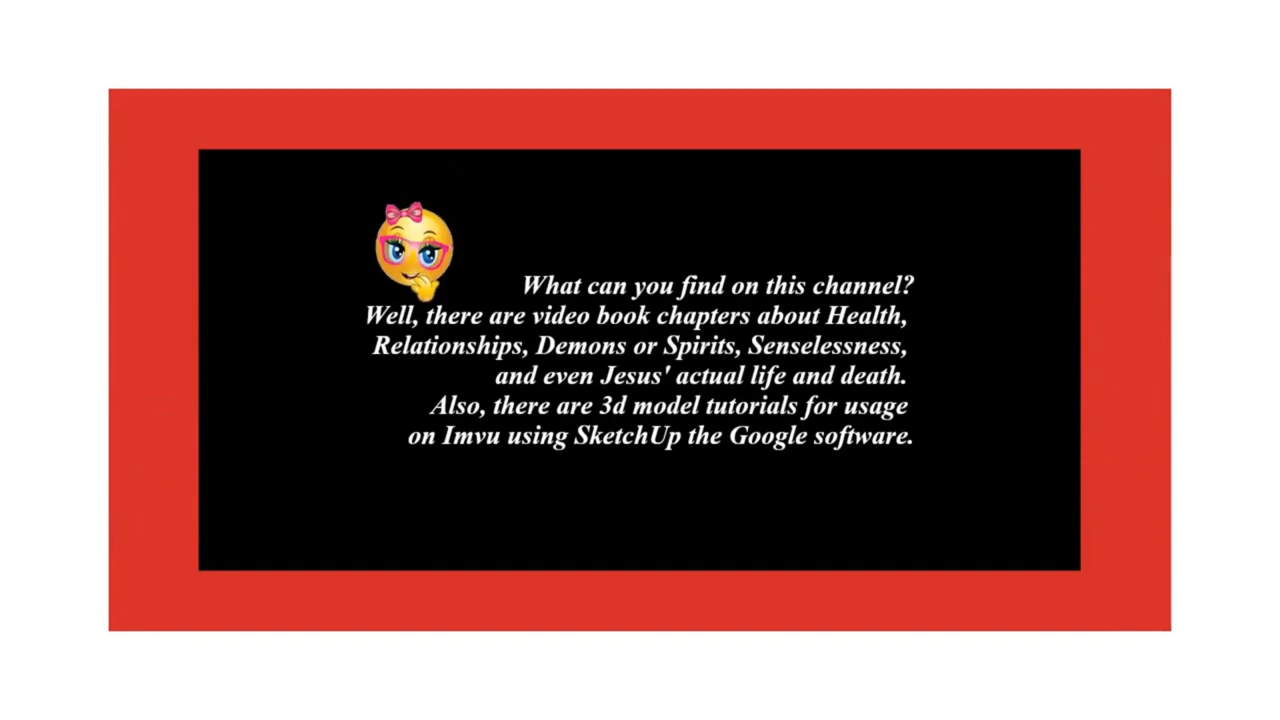 What can you find on this channel?
Well, there are video book chapters about Health,
Relationships, Demons or Spirits, Senselessness,
and even Jesus' actual life and death.
Also, there are 3d model tutorials for usage
on Imvu using SketchUp the Google software.